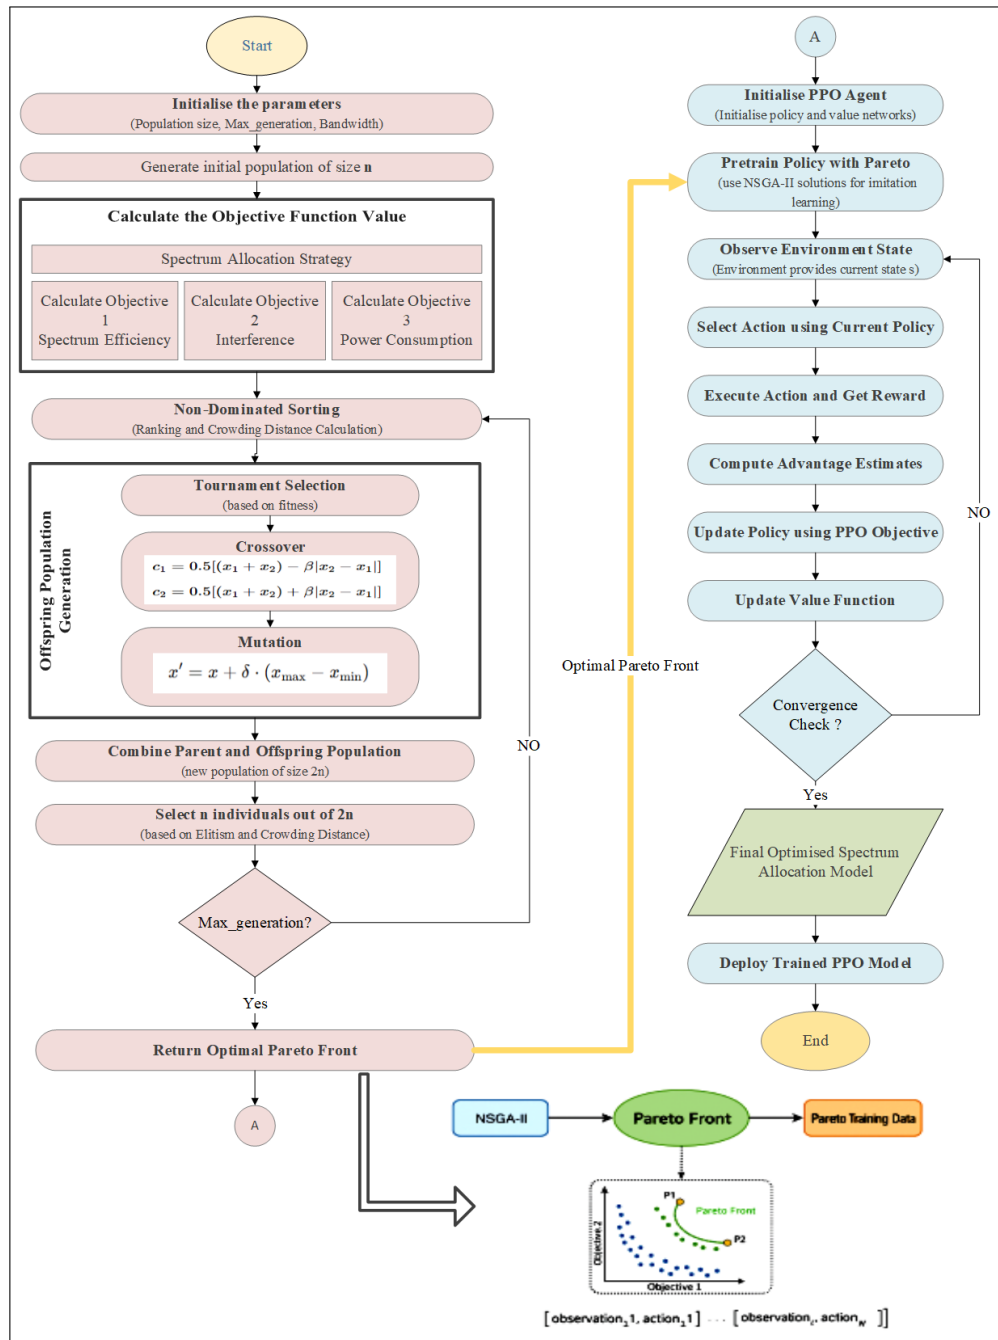 Start
Initialise the parameters
(Population size, Max_generation, Bandwidth)
Generate initial population of size n
Calculate the Objective Function Value
Spectrum Allocation Strategy
Calculate Objective
1
Spectrum Efficiency
Calculate Objective
2
Interference
Calculate Objective
3
Power Consumption
Non-Dominated Sorting
(Ranking and Crowding Distance Calculation)
Offspring Population
Generation
Tournament Selection
(based on fitness)
Crossover
c₁ = 0.5[(x₁ + x₂) − β|x₂ − x₁|]
c₂ = 0.5[(x₁ + x₂) + β|x₂ − x₁|]
Mutation
x′ = x + δ · (x_max − x_min)
NO
Combine Parent and Offspring Population
(new population of size 2n)
Select n individuals out of 2n
(based on Elitism and Crowding Distance)
Max_generation?
Yes
Return Optimal Pareto Front
A
Optimal Pareto Front
A
Initialise PPO Agent
(Initialise policy and value networks)
Pretrain Policy with Pareto
(use NSGA-II solutions for imitation
learning)
Observe Environment State
(Environment provides current state s)
Select Action using Current Policy
Execute Action and Get Reward
Compute Advantage Estimates
NO
Update Policy using PPO Objective
Update Value Function
Convergence
Check ?
Yes
Final Optimised Spectrum
Allocation Model
Deploy Trained PPO Model
End
NSGA-II
Pareto Front
Pareto Training Data
P1
Pareto Front
P2
Objective 2
Objective 1
[observation_1, action_1] . . . [observation, action_N]]